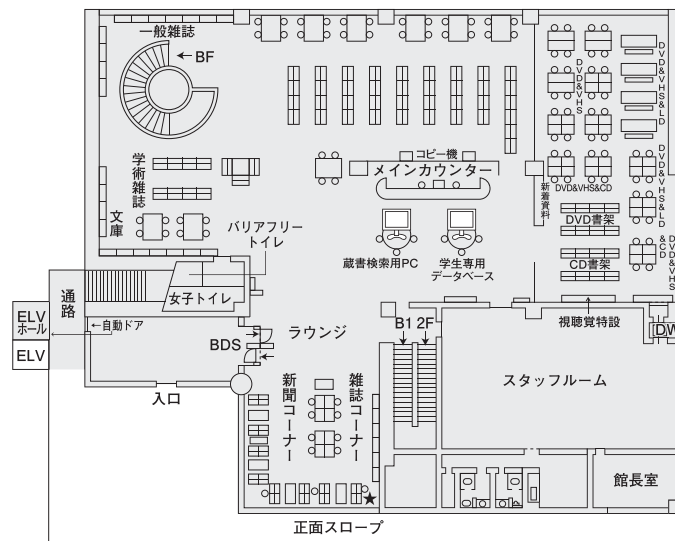 一般雑誌
BF
学術雑誌
文庫
コピー機
メインカウンター
新着資料
DVD&VHS
DVD&VHS&LD
DVD&VHS&LD
DVD&VHS&CD
DVD書架
CD書架
DVD&VHS
&CD
視聴覚特設
蔵書検索用PC
学生専用
データベース
バリアフリー
トイレ
女子トイレ
通路
ELV
ホール
ELV
自動ドア
BDS
入口
ラウンジ
新聞コーナー
雑誌コーナー
B1 2F
スタッフルーム
DW
館長室
正面スロープ